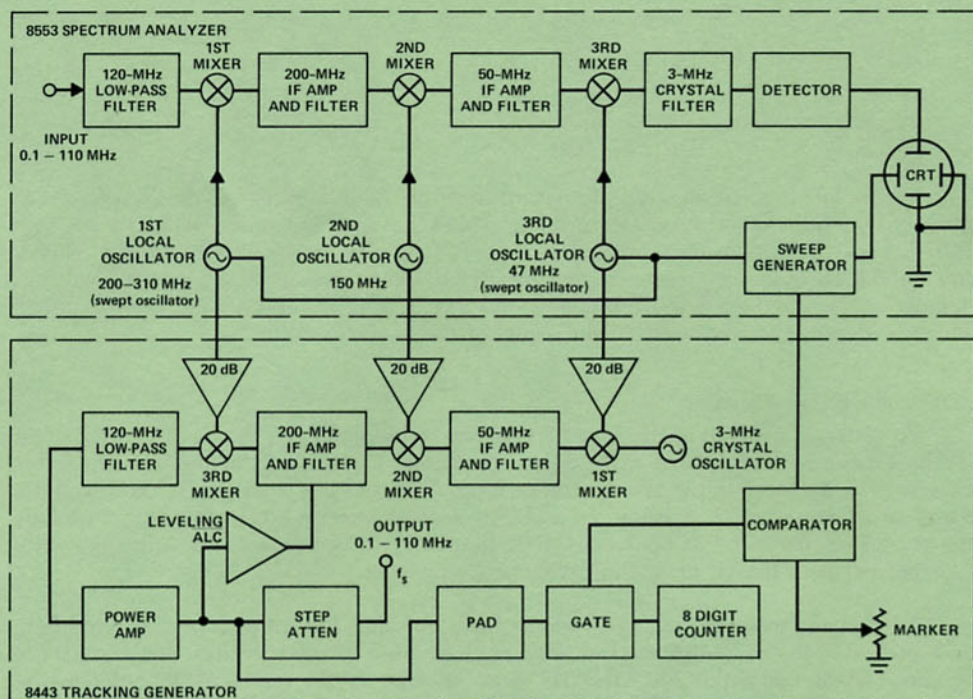 8553 SPECTRUM ANALYZER
1ST
MIXER
2ND
MIXER
3RD
MIXER
120-MHz
LOW-PASS
FILTER
200-MHz
IF AMP
AND FILTER
50-MHz
IF AMP
AND FILTER
3-MHz
CRYSTAL
FILTER
DETECTOR
INPUT
0.1 – 110 MHz
CRT
1ST
LOCAL
OSCILLATOR
200–310 MHz
(swept oscillator)
2ND
LOCAL
OSCILLATOR
150 MHz
3RD
LOCAL
OSCILLATOR
47 MHz
(swept oscillator)
SWEEP
GENERATOR
20 dB
20 dB
20 dB
120-MHz
LOW-PASS
FILTER
3RD
MIXER
200-MHz
IF AMP
AND FILTER
2ND
MIXER
50-MHz
IF AMP
AND FILTER
1ST
MIXER
3-MHz
CRYSTAL
OSCILLATOR
LEVELING
ALC
OUTPUT
0.1 – 110 MHz
fs
COMPARATOR
POWER
AMP
STEP
ATTEN
PAD
GATE
8 DIGIT
COUNTER
MARKER
8443 TRACKING GENERATOR